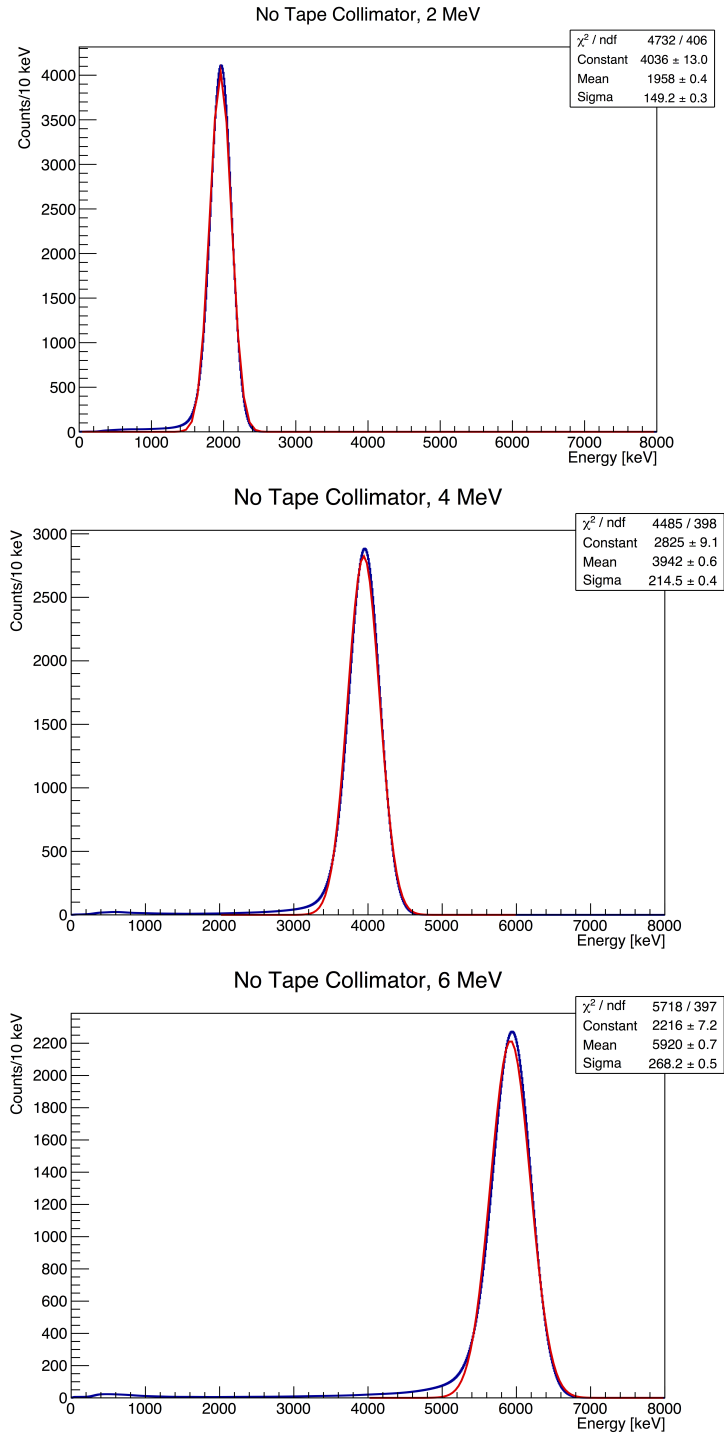 No Tape Collimator, 2 MeV
χ² / ndf 4732 / 406
Constant 4036 ± 13.0
Mean 1958 ± 0.4
Sigma 149.2 ± 0.3
Counts/10 keV
4000
3500
3000
2500
2000
1500
1000
500
0
0 1000 2000 3000 4000 5000 6000 7000 8000
Energy [keV]
No Tape Collimator, 4 MeV
χ² / ndf 4485 / 398
Constant 2825 ± 9.1
Mean 3942 ± 0.6
Sigma 214.5 ± 0.4
Counts/10 keV
3000
2500
2000
1500
1000
500
0
0 1000 2000 3000 4000 5000 6000 7000 8000
Energy [keV]
No Tape Collimator, 6 MeV
χ² / ndf 5718 / 397
Constant 2216 ± 7.2
Mean 5920 ± 0.7
Sigma 268.2 ± 0.5
Counts/10 keV
2200
2000
1800
1600
1400
1200
1000
800
600
400
200
0
0 1000 2000 3000 4000 5000 6000 7000 8000
Energy [keV]